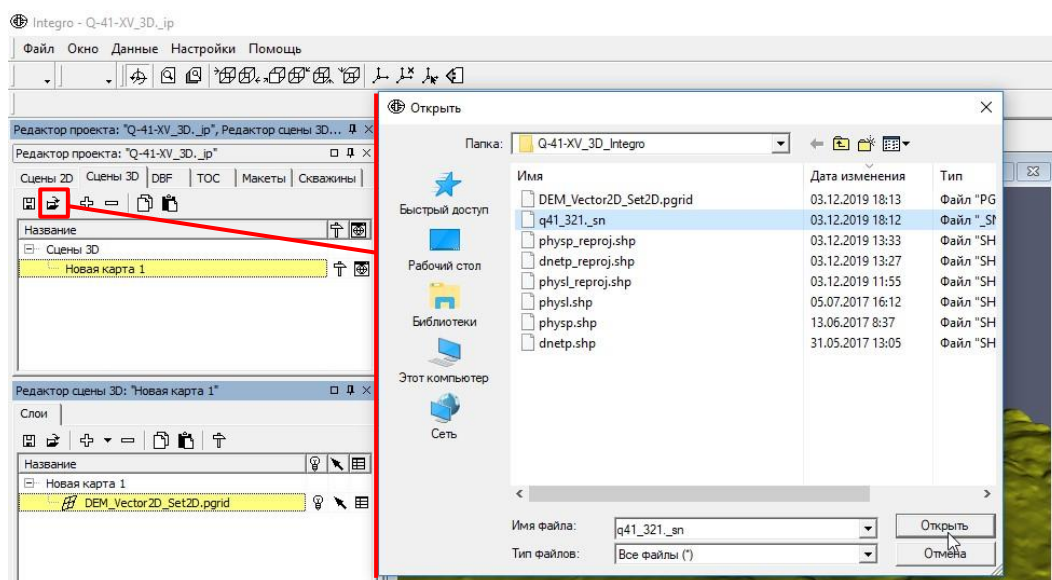 Integro - Q-41-XV_3D._ip
Файл Окно Данные Настройки Помощь
Редактор проекта: "Q-41-XV_3D._ip", Редактор сцены 3D...
Редактор проекта: "Q-41-XV_3D._ip"
Сцены 2D Сцены 3D DBF TOC Макеты Скважины
Название
Сцены 3D
Новая карта 1
Редактор сцены 3D: "Новая карта 1"
Слои
Название
Новая карта 1
DEM_Vector2D_Set2D.pgrid
Открыть
Папка: Q-41-XV_3D_Integro
Быстрый доступ
Рабочий стол
Библиотеки
Этот компьютер
Сеть
Имя Дата изменения Тип
DEM_Vector2D_Set2D.pgrid 03.12.2019 18:13 Файл "PG
q41_321._sn 03.12.2019 18:12 Файл "_SN
physp_reproj.shp 03.12.2019 13:33 Файл "SH
dnetp_reproj.shp 03.12.2019 13:27 Файл "SH
physl_reproj.shp 03.12.2019 11:55 Файл "SH
physl.shp 05.07.2017 16:12 Файл "SH
physp.shp 13.06.2017 8:37 Файл "SH
dnetp.shp 31.05.2017 13:05 Файл "SH
Имя файла: q41_321._sn Открыть
Тип файлов: Все файлы (*) Отмена